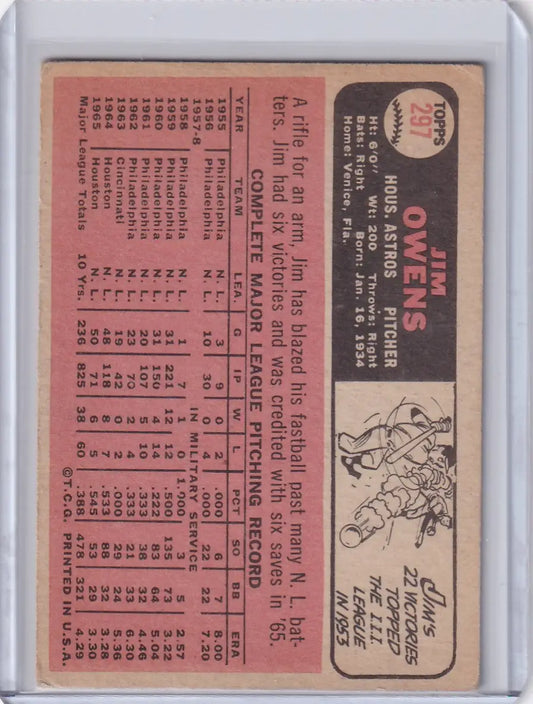 TOPPS
297
JIM
OWENS
HOUS. ASTROS PITCHER
Ht: 6'0" Wt: 200 Throws: Right
Bats: Right Born: Jan. 16, 1934
Home: Venice, Fla.
JIM'S
22 VICTORIES
TOPPED
THE I.I.I.
LEAGUE
IN 1953
A rifle for an arm, Jim has blazed his fastball past many N. L. bat-
ters. Jim had six victories and was credited with six saves in '65.
COMPLETE MAJOR LEAGUE PITCHING RECORD
YEAR TEAM LEA. G IP W L PCT SO BB ERA
1955 Philadelphia N. L. 3 9 0 2 .000 6 7 8.00
1956 Philadelphia N. L. 10 30 0 4 .000 22 22 7.20
1957-8 IN MILITARY SERVICE
1958 Philadelphia N. L. 1 7 1 0 1.000 3 5 2.57
1959 Philadelphia N. L. 31 221 12 12 .500 135 73 3.22
1960 Philadelphia N. L. 31 150 4 14 .222 83 64 5.04
1961 Philadelphia N. L. 20 107 5 10 .333 38 32 4.46
1962 Philadelphia N. L. 23 70 2 4 .333 21 33 6.30
1963 Cincinnati N. L. 19 42 0 2 .000 29 24 5.36
1964 Houston N. L. 48 118 8 7 .533 88 32 3.28
1965 Houston N. L. 50 71 6 5 .545 53 29 3.30
Major League Totals 10 Yrs. 236 825 38 60 .388 478 321 4.29
©T.C.G. PRINTED IN U.S.A.